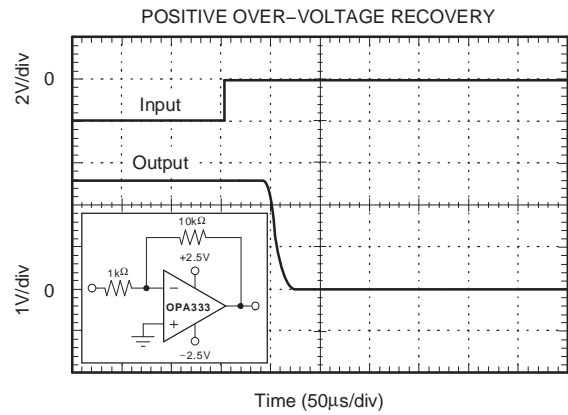 POSITIVE OVER−VOLTAGE RECOVERY
2V/div
0
Input
Output
10kΩ
+2.5V
1kΩ
OPA333
−2.5V
1V/div
0
Time (50µs/div)